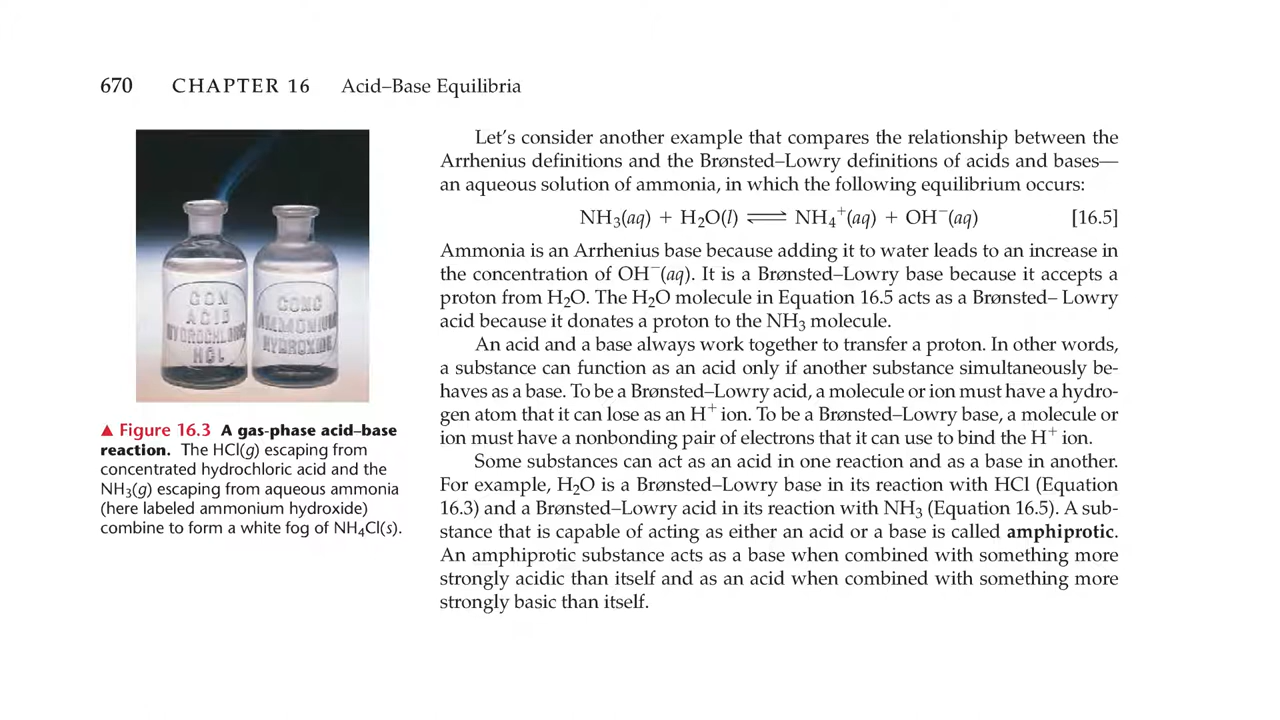 670 CHAPTER 16 Acid–Base Equilibria
CON
ACID
HYDROCHLORIC
HCL
CONC
AMMONIUM
HYDROXIDE
▲ Figure 16.3 A gas-phase acid–base
reaction. The HCl(g) escaping from
concentrated hydrochloric acid and the
NH₃(g) escaping from aqueous ammonia
(here labeled ammonium hydroxide)
combine to form a white fog of NH₄Cl(s).
Let's consider another example that compares the relationship between the
Arrhenius definitions and the Brønsted–Lowry definitions of acids and bases—
an aqueous solution of ammonia, in which the following equilibrium occurs:
NH₃(aq) + H₂O(l) ⇌ NH₄⁺(aq) + OH⁻(aq) [16.5]
Ammonia is an Arrhenius base because adding it to water leads to an increase in
the concentration of OH⁻(aq). It is a Brønsted–Lowry base because it accepts a
proton from H₂O. The H₂O molecule in Equation 16.5 acts as a Brønsted– Lowry
acid because it donates a proton to the NH₃ molecule.
An acid and a base always work together to transfer a proton. In other words,
a substance can function as an acid only if another substance simultaneously be-
haves as a base. To be a Brønsted–Lowry acid, a molecule or ion must have a hydro-
gen atom that it can lose as an H⁺ ion. To be a Brønsted–Lowry base, a molecule or
ion must have a nonbonding pair of electrons that it can use to bind the H⁺ ion.
Some substances can act as an acid in one reaction and as a base in another.
For example, H₂O is a Brønsted–Lowry base in its reaction with HCl (Equation
16.3) and a Brønsted–Lowry acid in its reaction with NH₃ (Equation 16.5). A sub-
stance that is capable of acting as either an acid or a base is called amphiprotic.
An amphiprotic substance acts as a base when combined with something more
strongly acidic than itself and as an acid when combined with something more
strongly basic than itself.